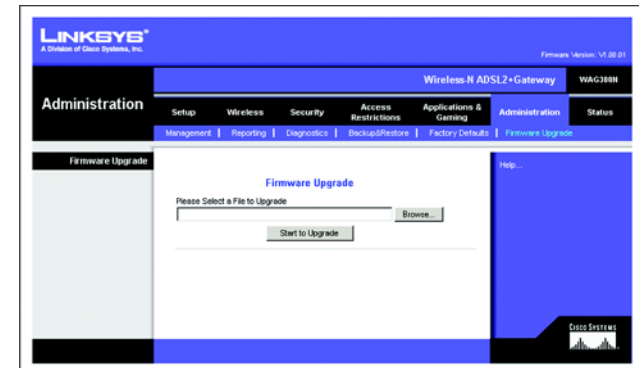 LINKSYS®
A Division of Cisco Systems, Inc.
Firmware Version: V1.00.01
Wireless-N ADSL2+Gateway WAG300N
Administration
Setup Wireless Security Access Restrictions Applications & Gaming Administration Status
Management | Reporting | Diagnostics | Backup&Restore | Factory Defaults | Firmware Upgrade
Firmware Upgrade
Help...
Firmware Upgrade
Please Select a File to Upgrade
Browse...
Start to Upgrade
CISCO SYSTEMS